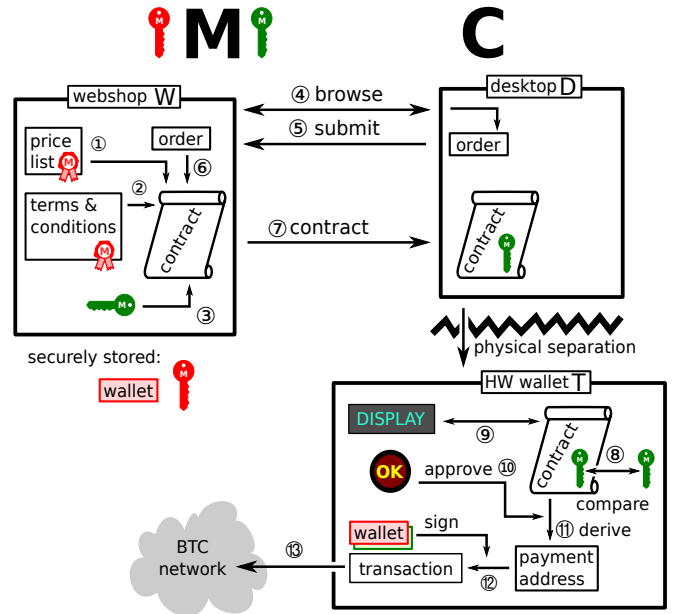 M C
webshop W
desktop D
price
list
M
①
order
⑥
②
terms &
conditions
M
contract
M
③
④ browse
⑤ submit
⑦ contract
order
contract
M
securely stored:
wallet
M
physical separation
HW wallet T
DISPLAY
⑨
contract
M
⑧
M
compare
OK
approve ⑩
⑪ derive
wallet
sign
payment
address
⑫
transaction
⑬
BTC
network